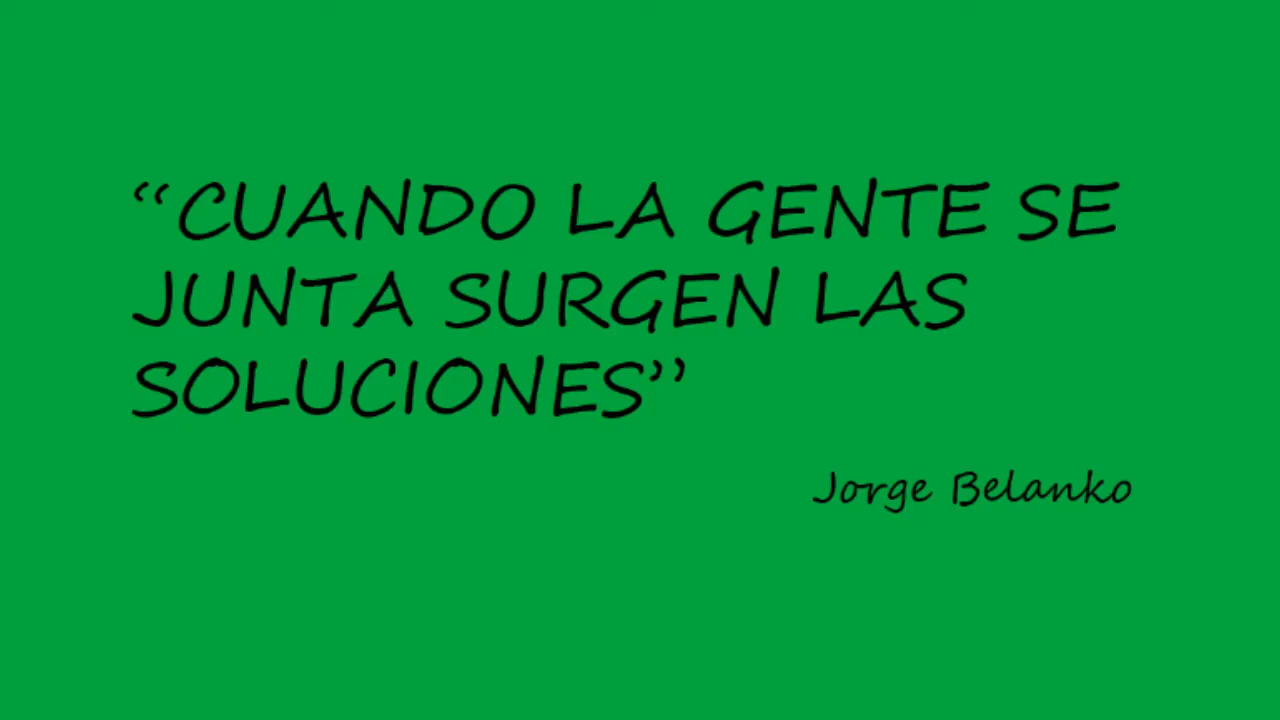 “CUANDO LA GENTE SE
JUNTA SURGEN LAS
SOLUCIONES”
Jorge Belanko